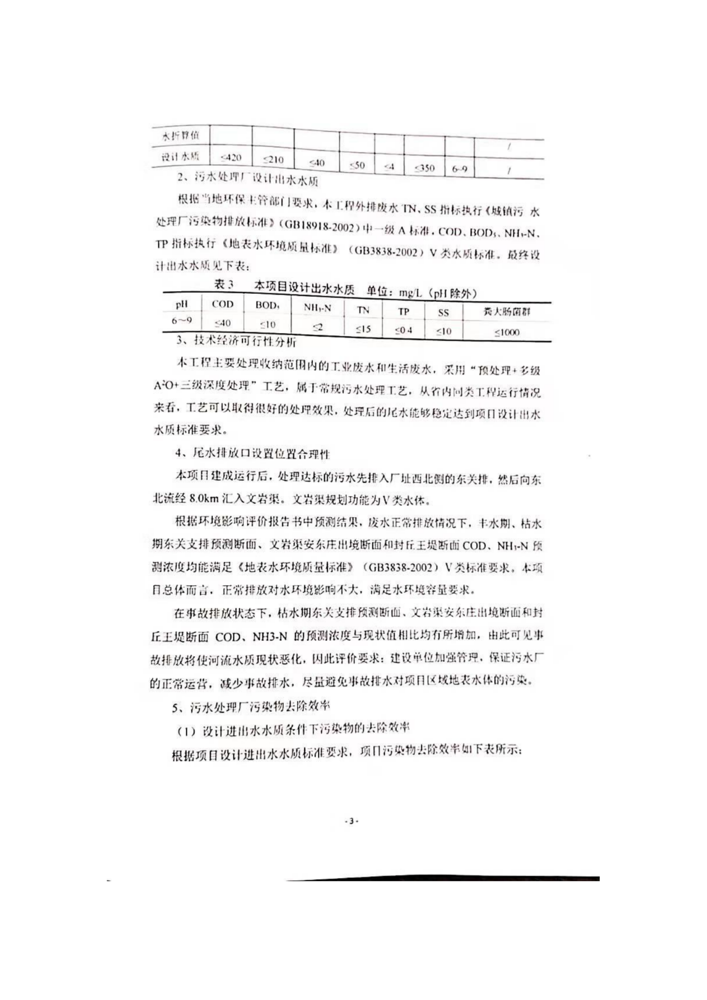 水折算值 /
设计水质 ≤420 ≤210 ≤40 ≤50 ≤4 ≤350 6~9 /
2、污水处理厂设计出水水质
根据当地环保主管部门要求，本工程外排废水 TN、SS 指标执行《城镇污 水
处理厂污染物排放标准》（GB18918-2002）中一级 A 标准，COD、BOD₅、NH₃-N、
TP 指标执行《地表水环境质量标准》（GB3838-2002）V 类水质标准。最终设
计出水水质见下表：
表 3 本项目设计出水水质 单位：mg/L（pH 除外）
pH COD BOD₅ NH₃-N TN TP SS 粪大肠菌群
6～9 ≤40 ≤10 ≤2 ≤15 ≤0.4 ≤10 ≤1000
3、技术经济可行性分析
本工程主要处理收纳范围内的工业废水和生活废水，采用“预处理+多级
A²O+三级深度处理”工艺，属于常规污水处理工艺，从省内同类工程运行情况
来看，工艺可以取得很好的处理效果，处理后的尾水能够稳定达到项目设计出水
水质标准要求。
4、尾水排放口设置位置合理性
本项目建成运行后，处理达标的污水先排入厂址西北侧的东关排，然后向东
北流经 8.0km 汇入文岩渠。文岩渠规划功能为V 类水体。
根据环境影响评价报告书中预测结果，废水正常排放情况下，丰水期、枯水
期东关支排预测断面、文岩渠安东庄出境断面和封丘王堤断面 COD、NH₃-N 预
测浓度均能满足《地表水环境质量标准》（GB3838-2002）V 类标准要求。本项
目总体而言，正常排放对水环境影响不大，满足水环境容量要求。
在事故排放状态下，枯水期东关支排预测断面、文岩渠安东庄出境断面和封
丘王堤断面 COD、NH3-N 的预测浓度与现状值相比均有所增加，由此可见事
故排放将使河流水质现状恶化，因此评价要求：建设单位加强管理，保证污水厂
的正常运营，减少事故排水，尽量避免事故排水对项目区域地表水体的污染。
5、污水处理厂污染物去除效率
（1）设计进出水水质条件下污染物的去除效率
根据项目设计进出水水质标准要求，项目污染物去除效率如下表所示：
- 3 -